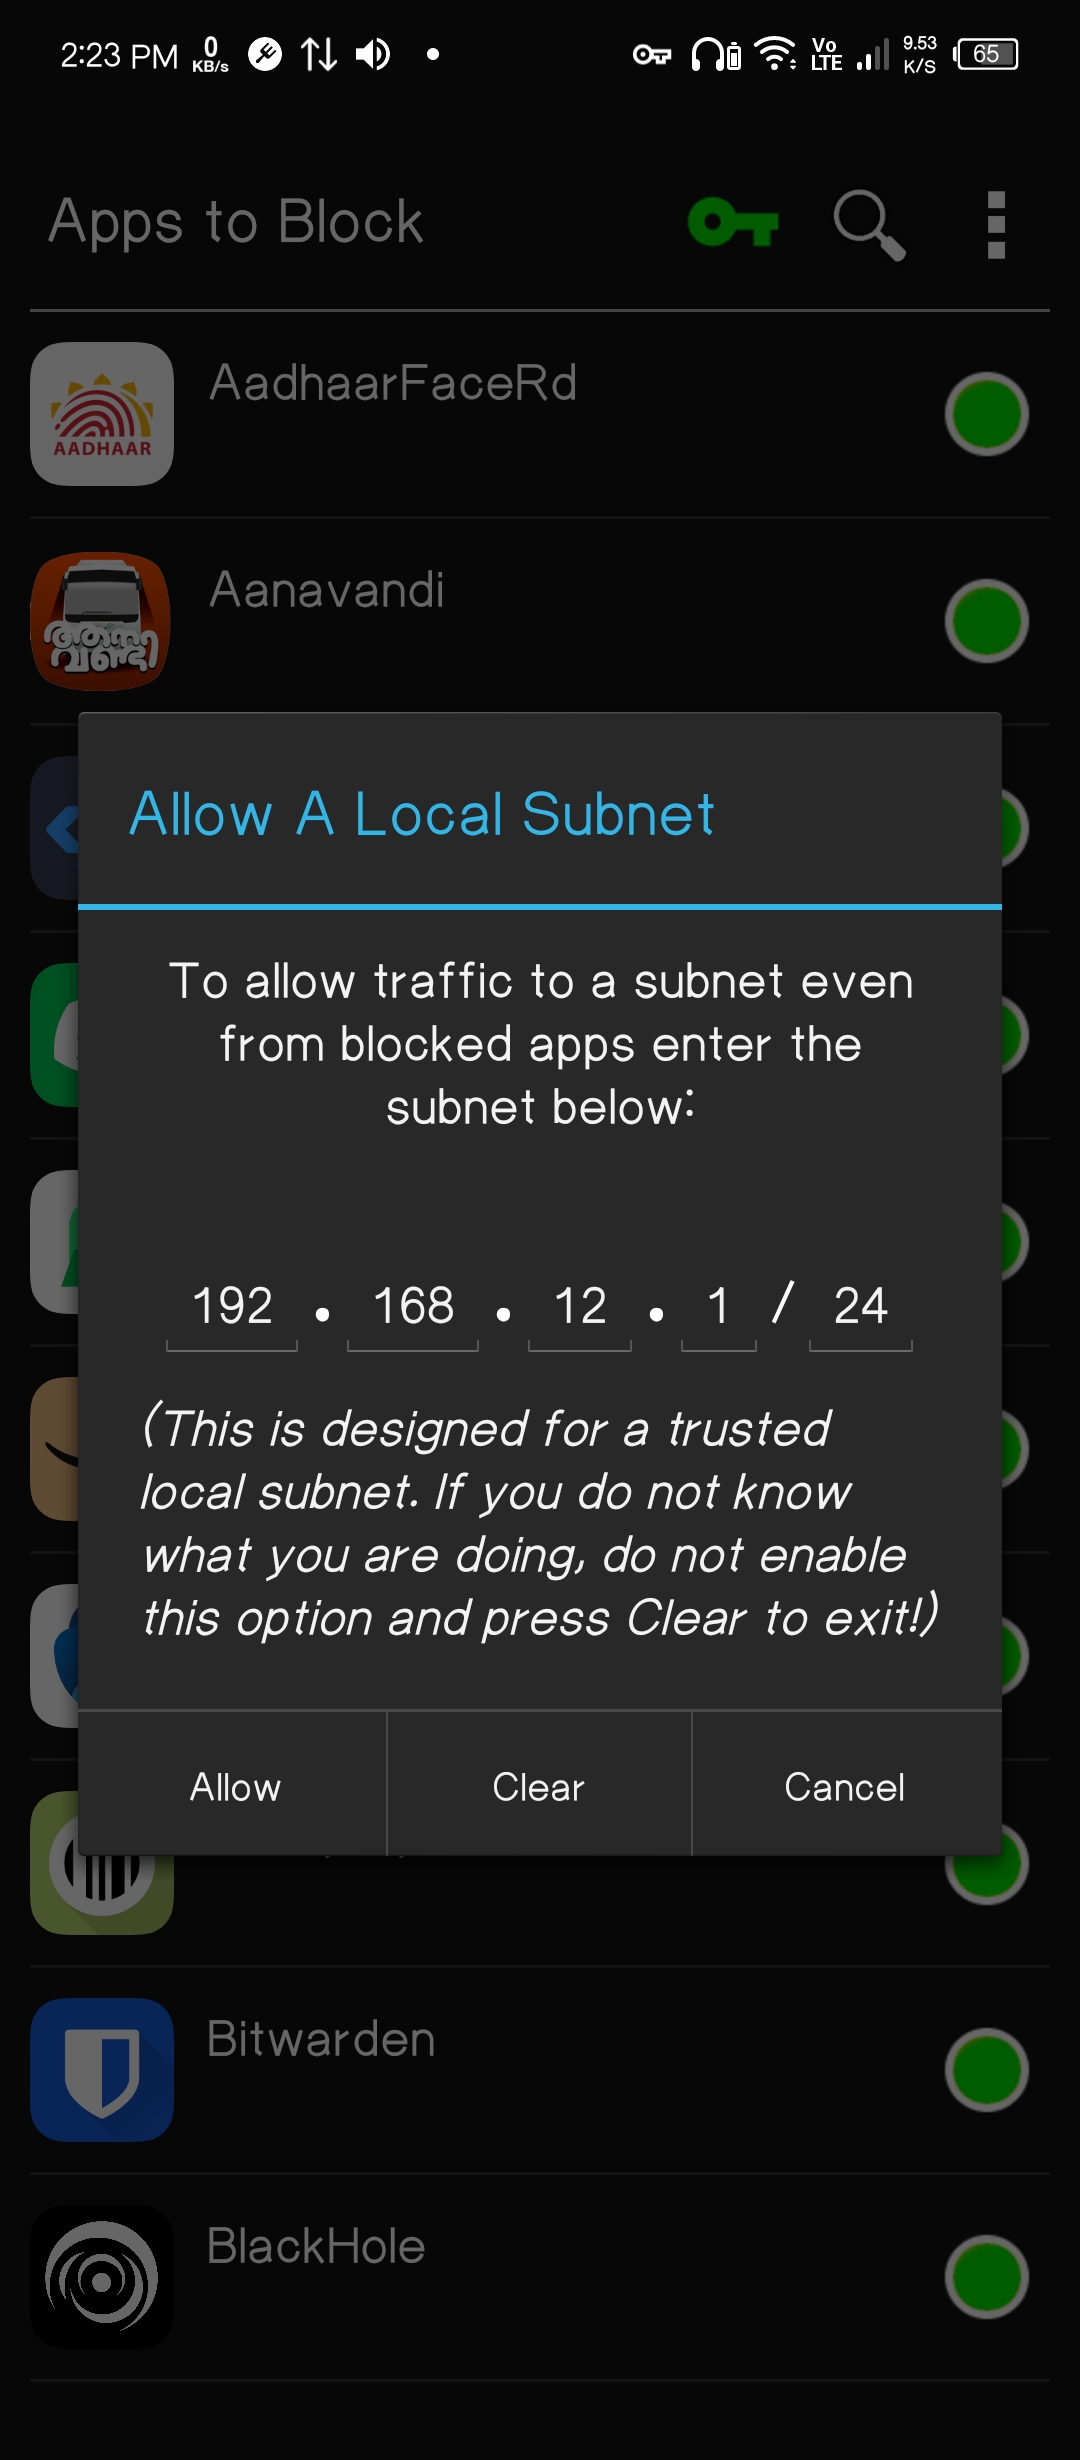 2:23 PM 0 KB/s Vo LTE 9.53 K/S 65
Apps to Block
AadhaarFaceRd
AADHAAR
Aanavandi
ആന
വണ്ടി
Allow A Local Subnet
To allow traffic to a subnet even
from blocked apps enter the
subnet below:
192 . 168 . 12 . 1 / 24
(This is designed for a trusted
local subnet. If you do not know
what you are doing, do not enable
this option and press Clear to exit!)
Allow Clear Cancel
Bitwarden
BlackHole